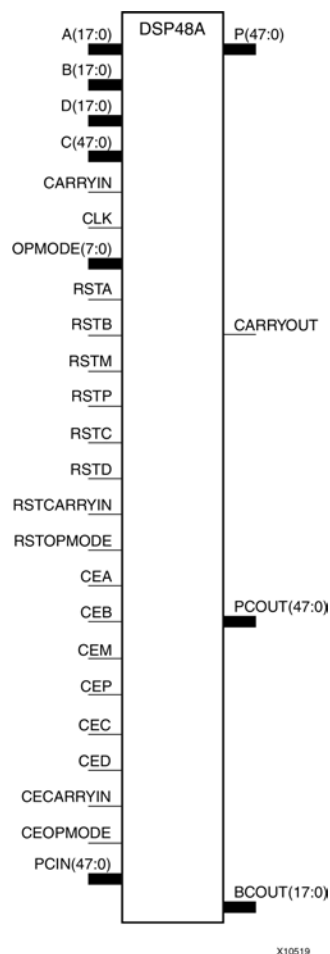 DSP48A
A(17:0)
P(47:0)
B(17:0)
D(17:0)
C(47:0)
CARRYIN
CLK
OPMODE(7:0)
RSTA
RSTB
CARRYOUT
RSTM
RSTP
RSTC
RSTD
RSTCARRYIN
RSTOPMODE
CEA
CEB
PCOUT(47:0)
CEM
CEP
CEC
CED
CECARRYIN
CEOPMODE
PCIN(47:0)
BCOUT(17:0)
X10519